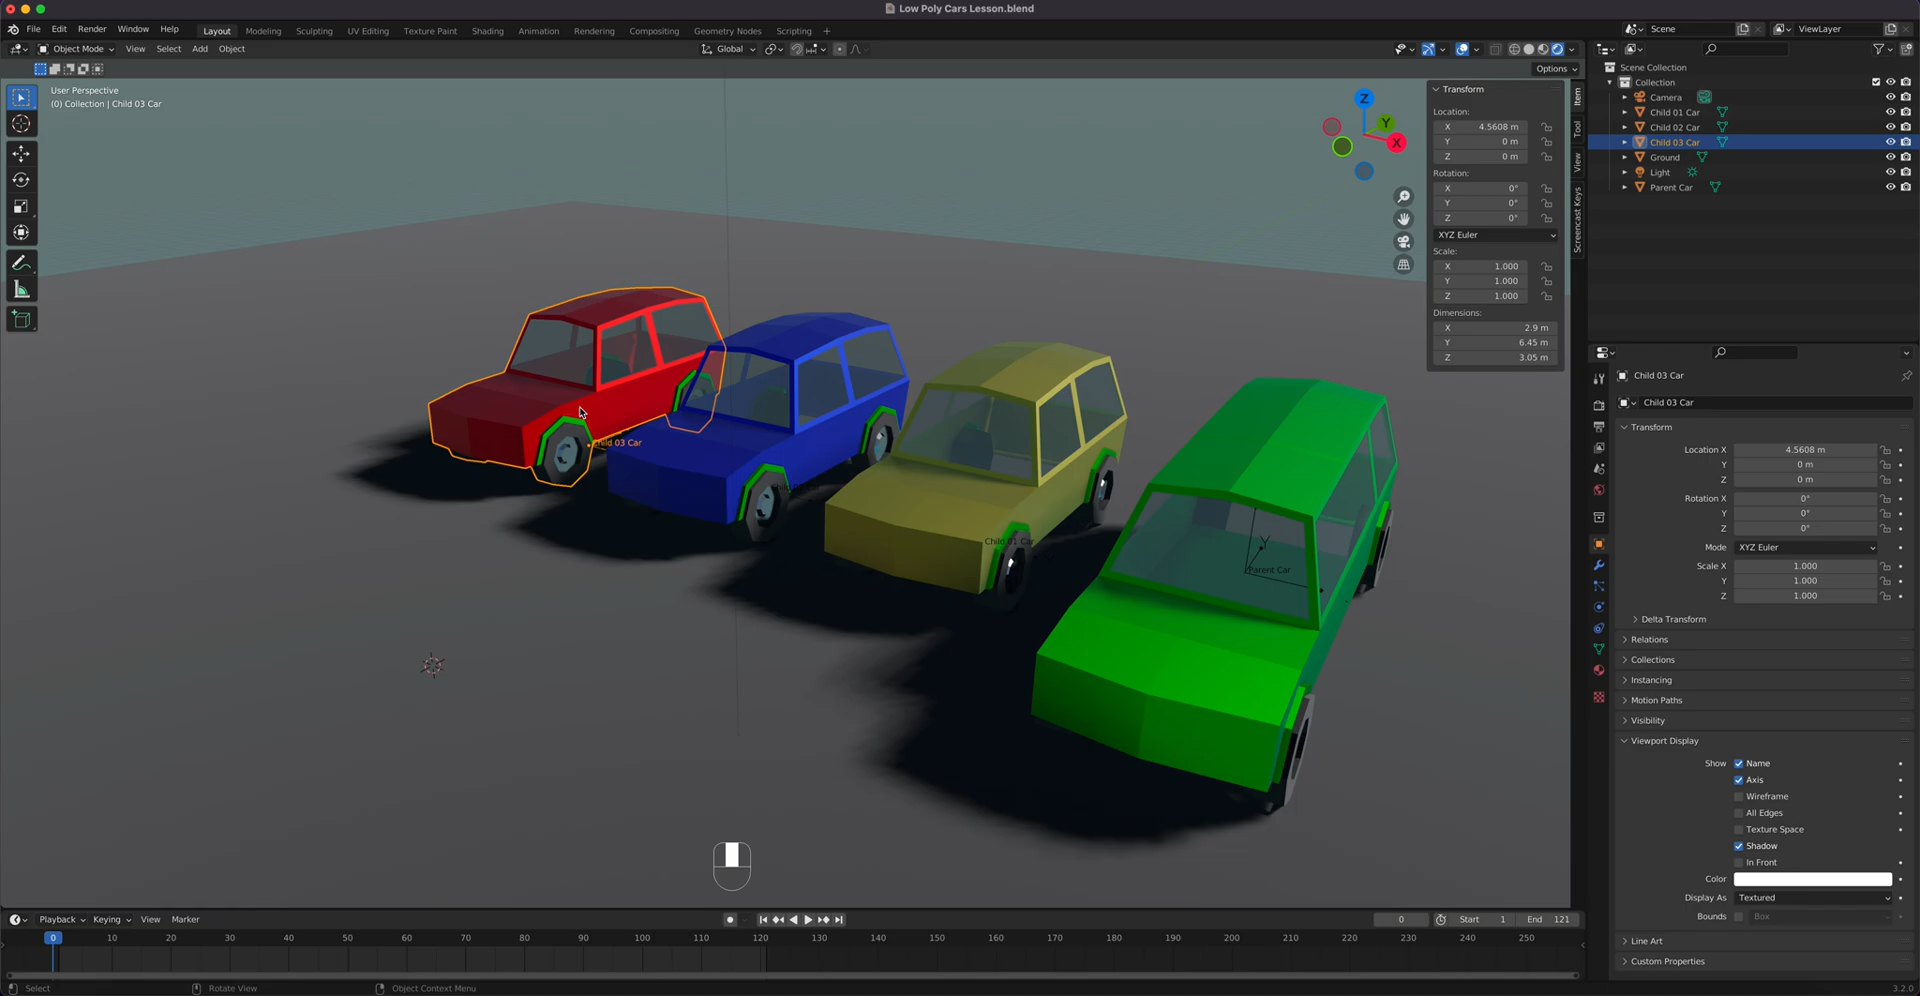 Low Poly Cars Lesson.blend
File Edit Render Window Help Layout Modeling Sculpting UV Editing Texture Paint Shading Animation Rendering Compositing Geometry Nodes Scripting + Scene ViewLayer
Object Mode View Select Add Object Global
Options
User Perspective
(0) Collection | Child 03 Car
Z
Y
X
Child 03 Car
Child 01 Car
Y
Parent Car
Transform
Location:
X 4.5608 m
Y 0 m
Z 0 m
Rotation:
X 0°
Y 0°
Z 0°
XYZ Euler
Scale:
X 1.000
Y 1.000
Z 1.000
Dimensions:
X 2.9 m
Y 6.45 m
Z 3.05 m
Item
Tool
View
Screencast Keys
Scene Collection
Collection
Camera
Child 01 Car
Child 02 Car
Child 03 Car
Ground
Light
Parent Car
Child 03 Car
Child 03 Car
Transform
Location X 4.5608 m
Y 0 m
Z 0 m
Rotation X 0°
Y 0°
Z 0°
Mode XYZ Euler
Scale X 1.000
Y 1.000
Z 1.000
Delta Transform
Relations
Collections
Instancing
Motion Paths
Visibility
Viewport Display
Show Name
Axis
Wireframe
All Edges
Texture Space
Shadow
In Front
Color
Display As Textured
Bounds Box
Line Art
Custom Properties
Playback Keying View Marker 0 Start 1 End 121
0 10 20 30 40 50 60 70 80 90 100 110 120 130 140 150 160 170 180 190 200 210 220 230 240 250
Select Rotate View Object Context Menu 3.2.0